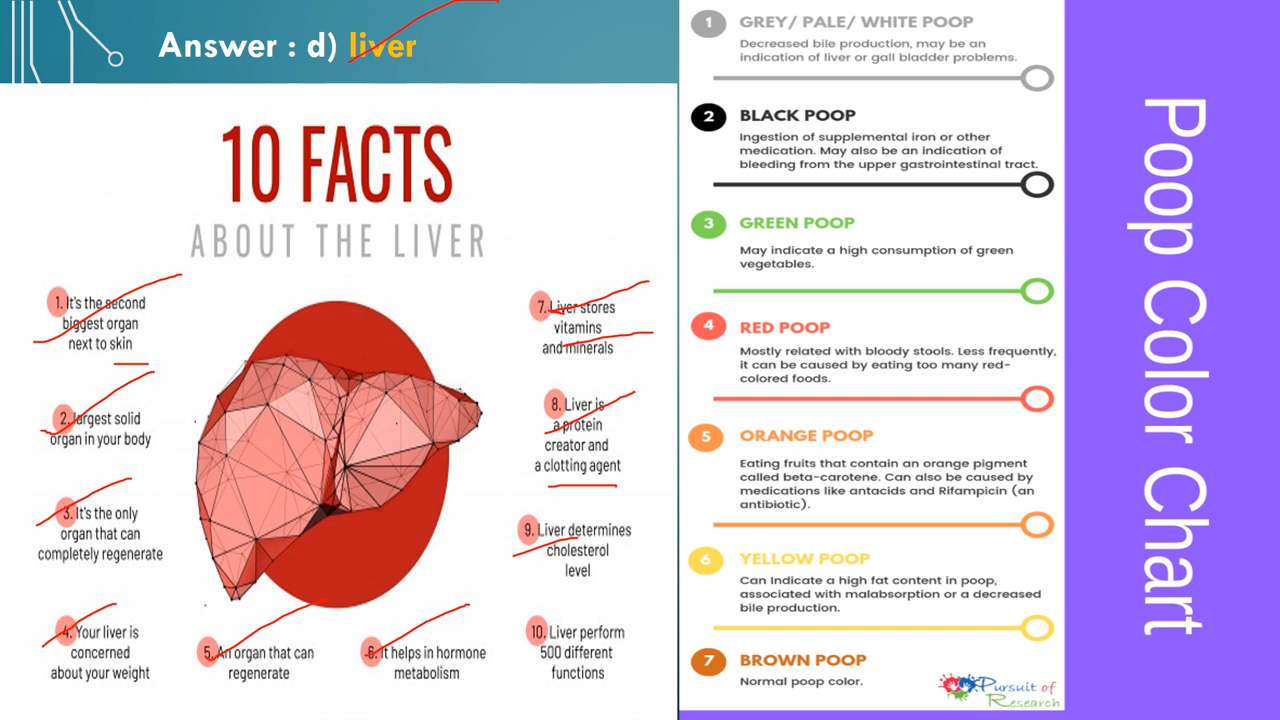 Answer : d) liver
10 FACTS
ABOUT THE LIVER
1. It's the second
biggest organ
next to skin
2. largest solid
organ in your body
3. It's the only
organ that can
completely regenerate
4. Your liver is
concerned
about your weight
5. An organ that can
regenerate
6. It helps in hormone
metabolism
7. Liver stores
vitamins
and minerals
8. Liver is
a protein
creator and
a clotting agent
9. Liver determines
cholesterol
level
10. Liver perform
500 different
functions
1 GREY/ PALE/ WHITE POOP
Decreased bile production, may be an
indication of liver or gall bladder problems.
2 BLACK POOP
Ingestion of supplemental iron or other
medication. May also be an indication of
bleeding from the upper gastrointestinal tract.
3 GREEN POOP
May indicate a high consumption of green
vegetables.
4 RED POOP
Mostly related with bloody stools. Less frequently,
it can be caused by eating too many red-
colored foods.
5 ORANGE POOP
Eating fruits that contain an orange pigment
called beta-carotene. Can also be caused by
medications like antacids and Rifampicin (an
antibiotic).
6 YELLOW POOP
Can Indicate a high fat content in poop,
associated with malabsorption or a decreased
bile production.
7 BROWN POOP
Normal poop color.
Pursuit of
Research
Poop Color Chart